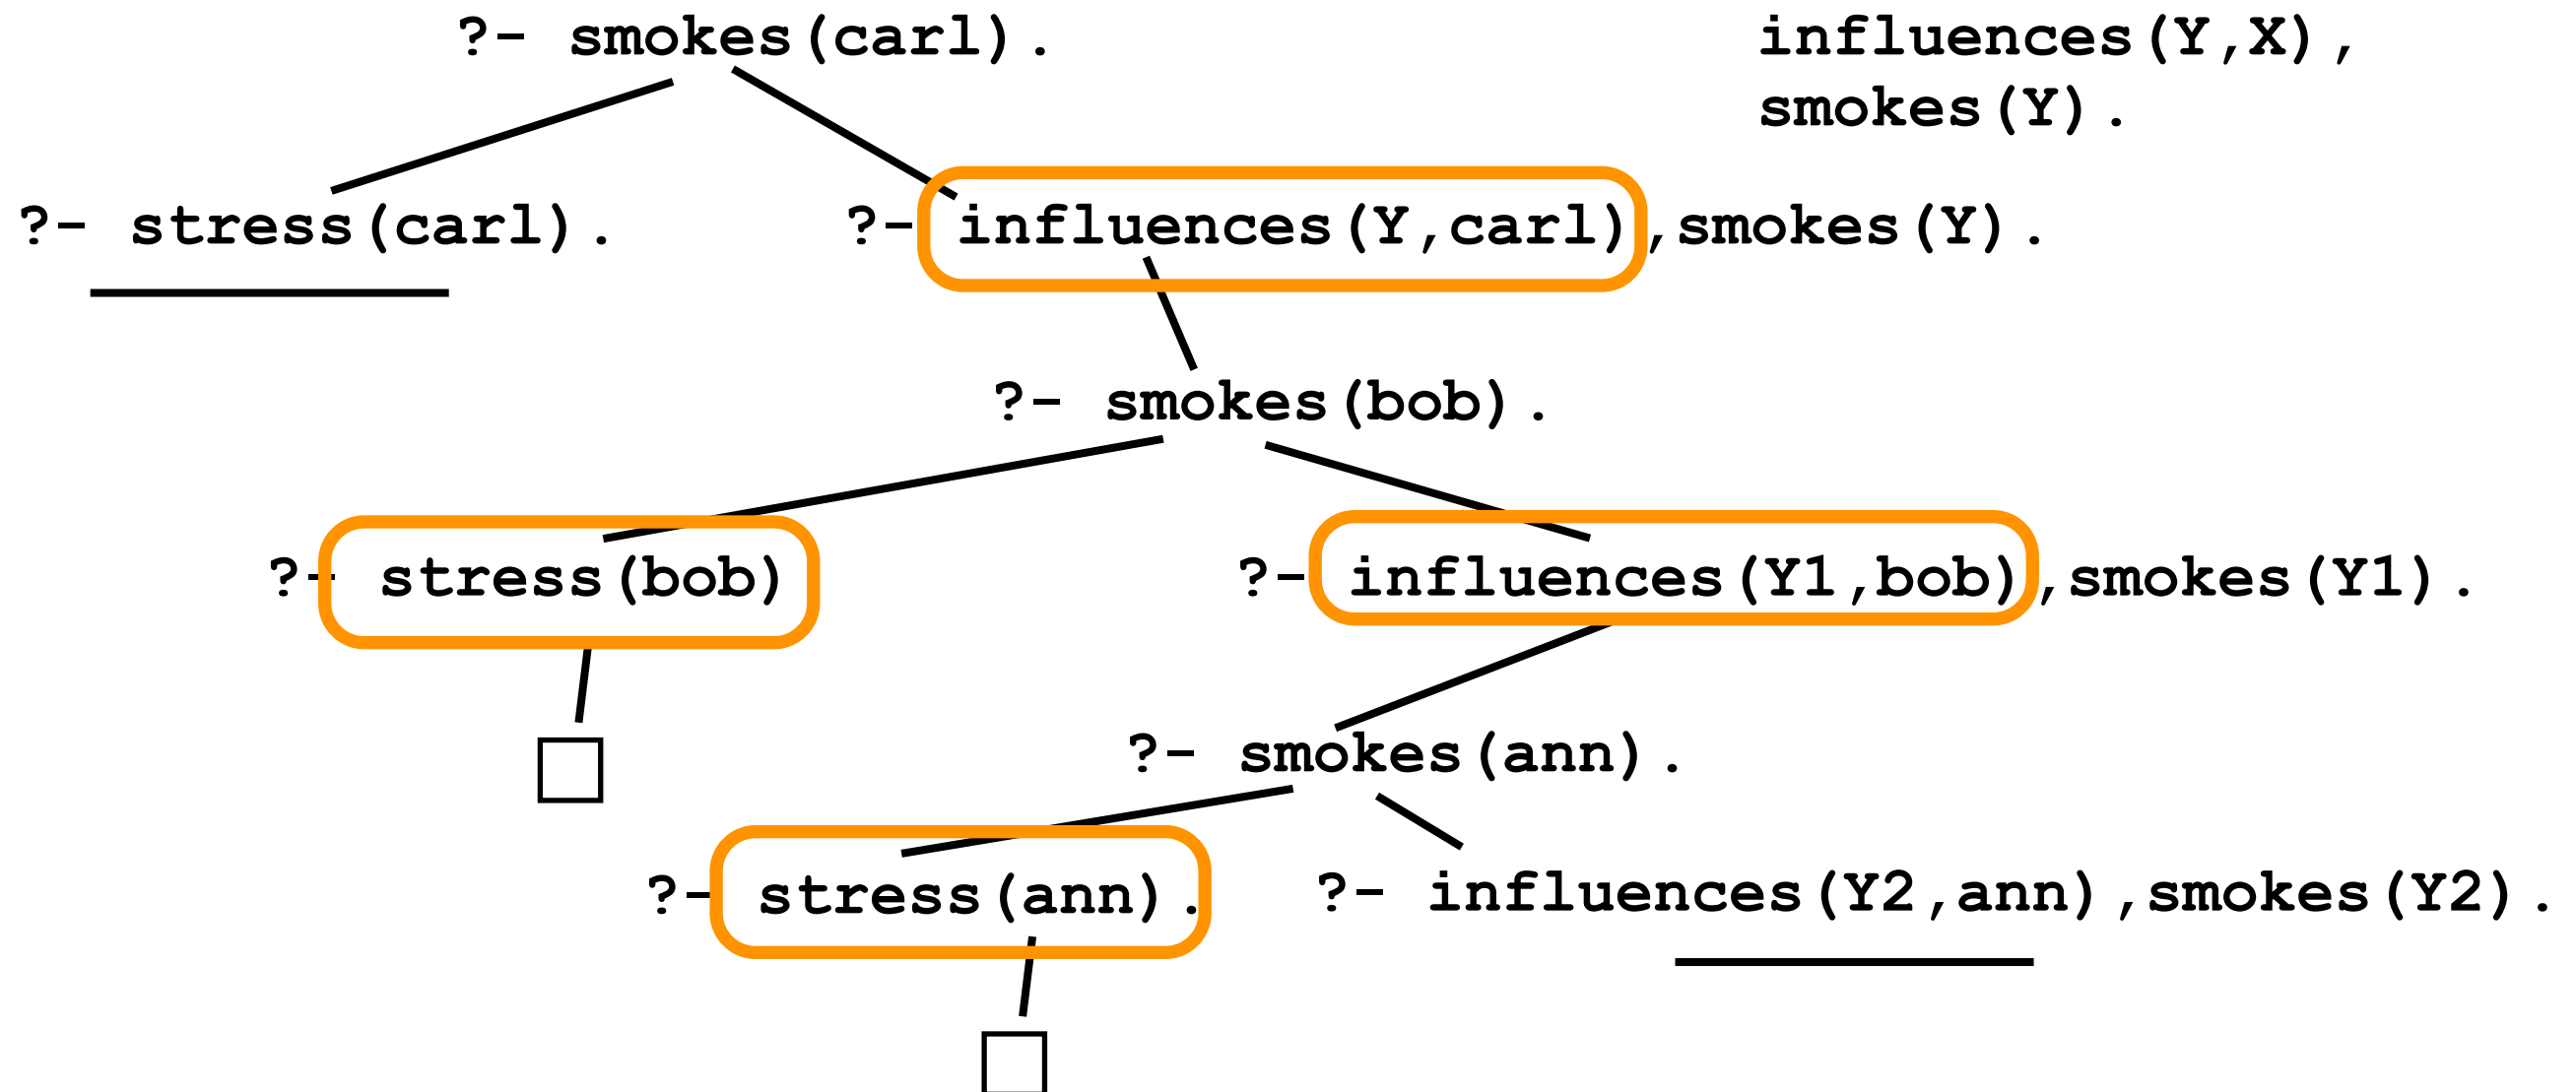 ?- smokes(carl).
influences(Y,X),
smokes(Y).
?- stress(carl).
?- influences(Y,carl),smokes(Y).
?- smokes(bob).
?- stress(bob)
?- influences(Y1,bob),smokes(Y1).
?- smokes(ann).
?- stress(ann).
?- influences(Y2,ann),smokes(Y2).